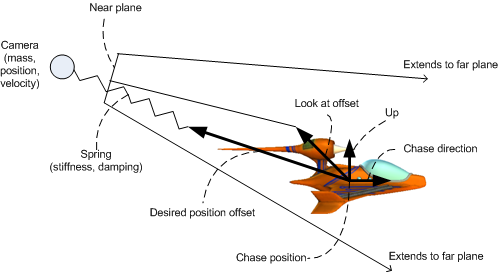 Near plane
Camera
(mass,
position,
velocity)
Extends to far plane
Look at offset
Up
Chase direction
Spring
(stiffness, damping)
Desired position offset
Chase position
Extends to far plane